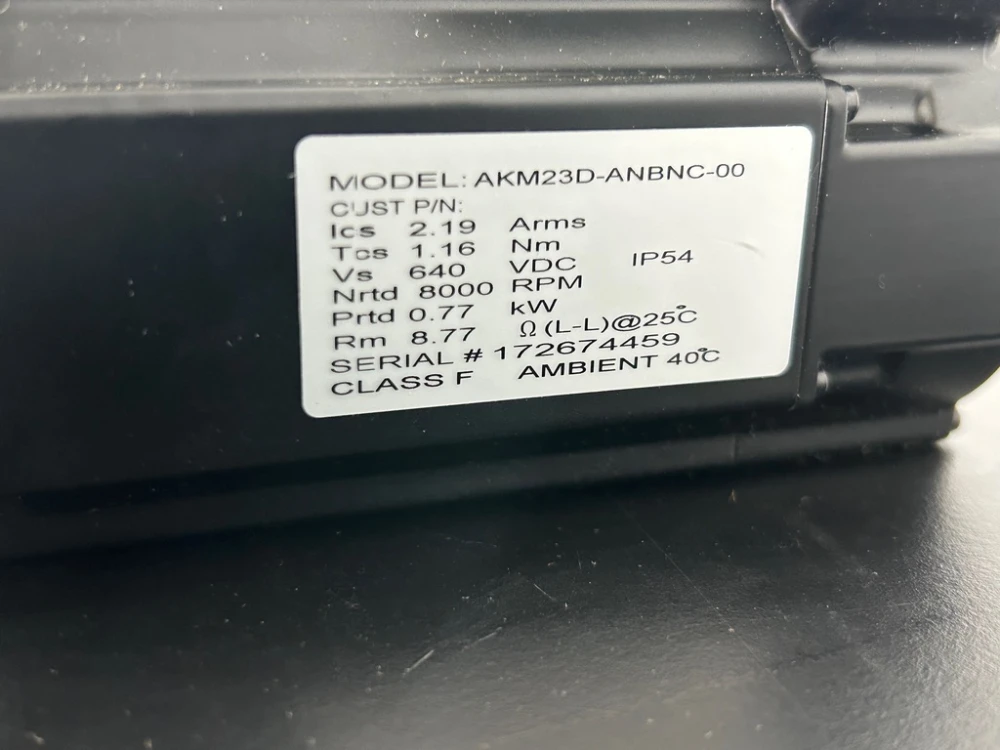 MODEL: AKM23D-ANBNC-00
CUST P/N:
Ics 2.19 Arms
Tcs 1.16 Nm
Vs 640 VDC IP54
Nrtd 8000 RPM
Prtd 0.77 kW
Rm 8.77 Ω (L-L)@25°C
SERIAL # 172674459
CLASS F AMBIENT 40°C